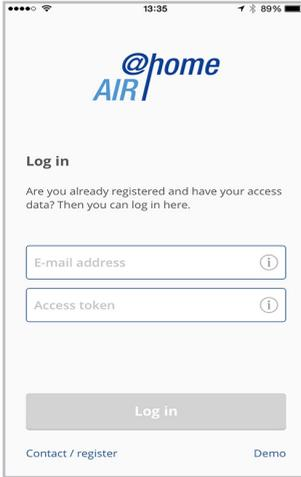 13:35
89%
@home
AIR
Log in
Are you already registered and have your access
data? Then you can log in here.
E-mail address
i
Access token
i
Log in
Contact / register
Demo